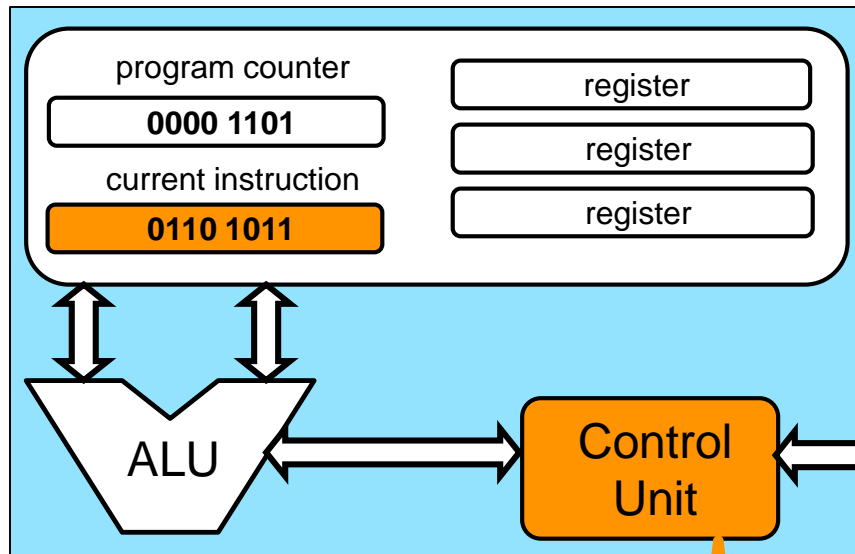 program counter
0000 1101
current instruction
0110 1011
register
register
register
ALU
Control
Unit